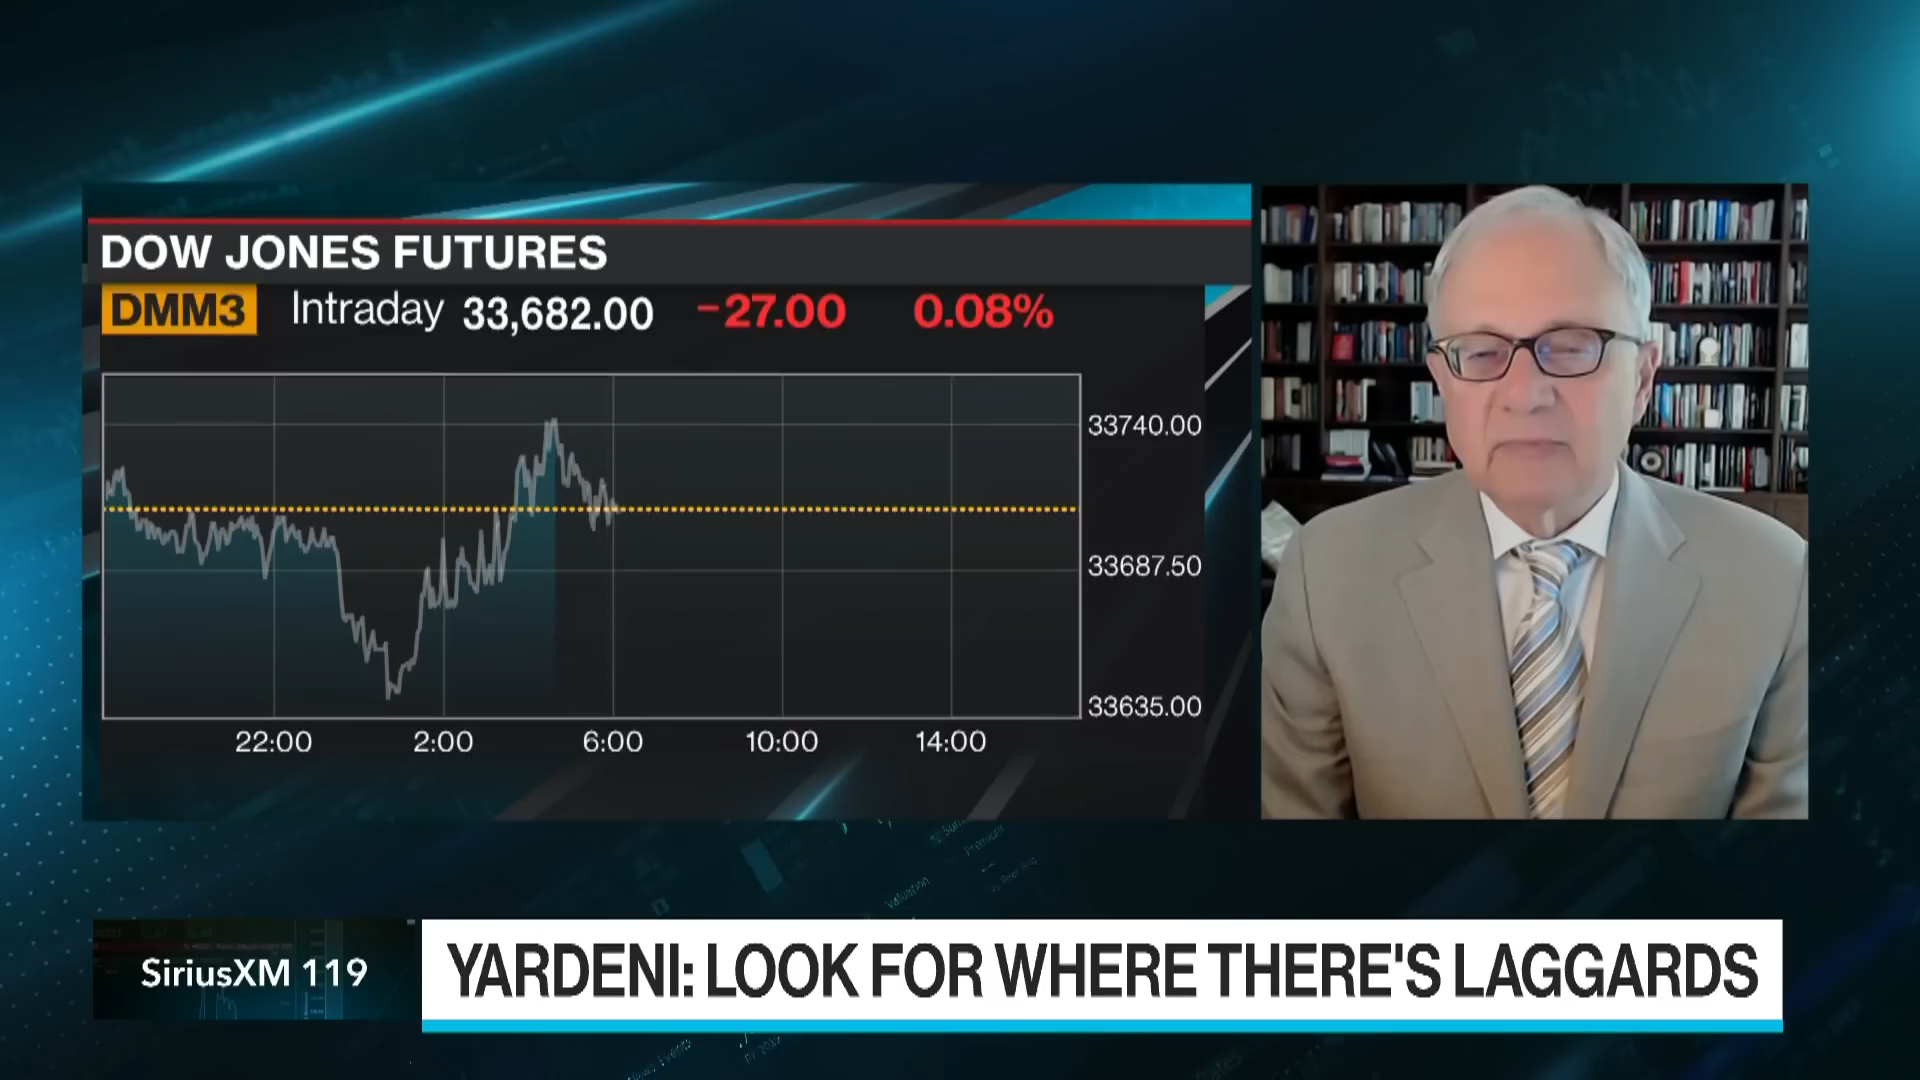 DOW JONES FUTURES
DMM3 Intraday 33,682.00 -27.00 0.08%
33740.00
33687.50
33635.00
22:00 2:00 6:00 10:00 14:00
Valuation
SiriusXM 119
YARDENI: LOOK FOR WHERE THERE'S LAGGARDS